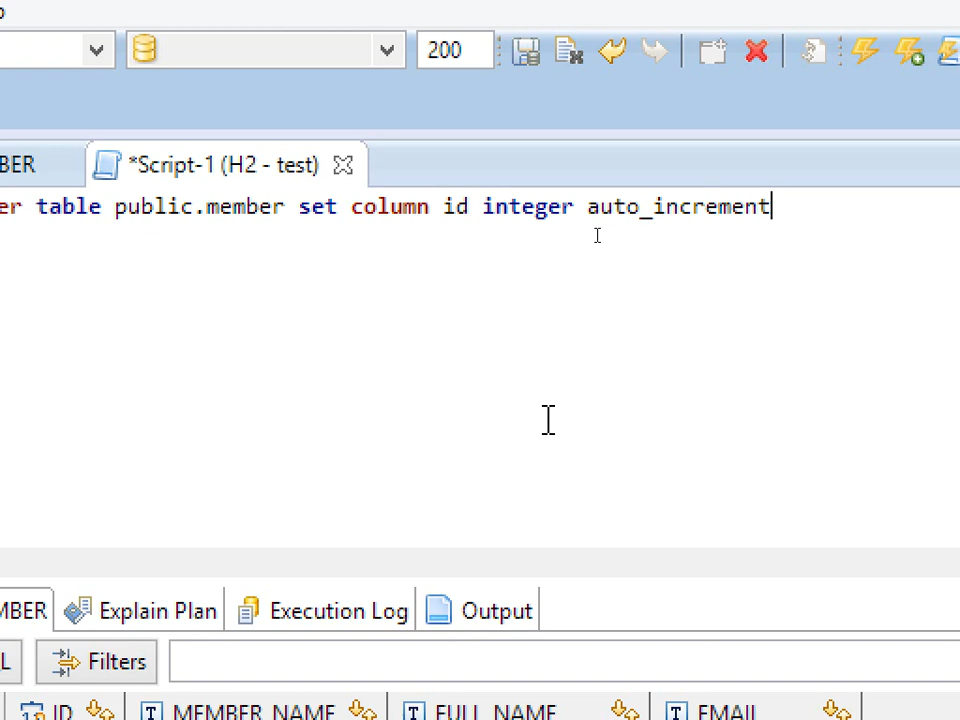 200
BER
*Script-1 (H2 - test)
er table public.member set column id integer auto_increment
MBER
Explain Plan
Execution Log
Output
L
Filters
ID
MEMBER_NAME
FULL_NAME
EMAIL